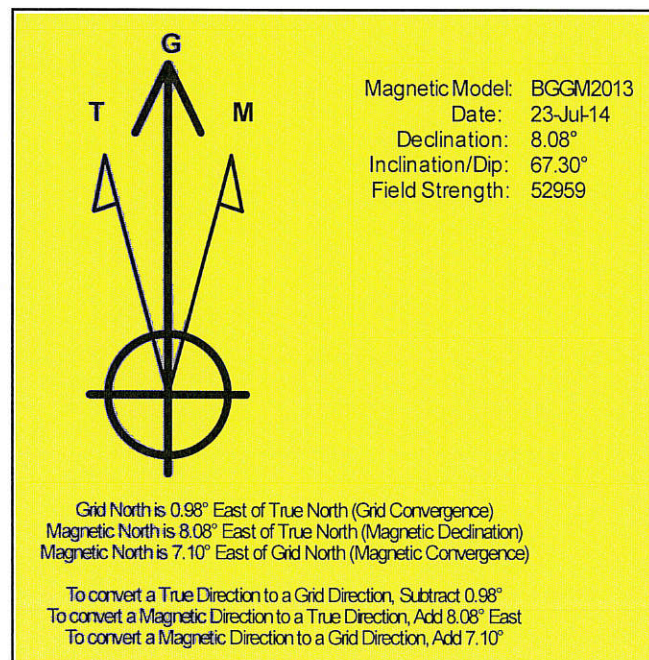 G
T
M
Magnetic Model: BGGM2013
Date: 23-Jul-14
Declination: 8.08°
Inclination/Dip: 67.30°
Field Strength: 52959
Grid North is 0.98° East of True North (Grid Convergence)
Magnetic North is 8.08° East of True North (Magnetic Declination)
Magnetic North is 7.10° East of Grid North (Magnetic Convergence)
To convert a True Direction to a Grid Direction, Subtract 0.98°
To convert a Magnetic Direction to a True Direction, Add 8.08° East
To convert a Magnetic Direction to a Grid Direction, Add 7.10°